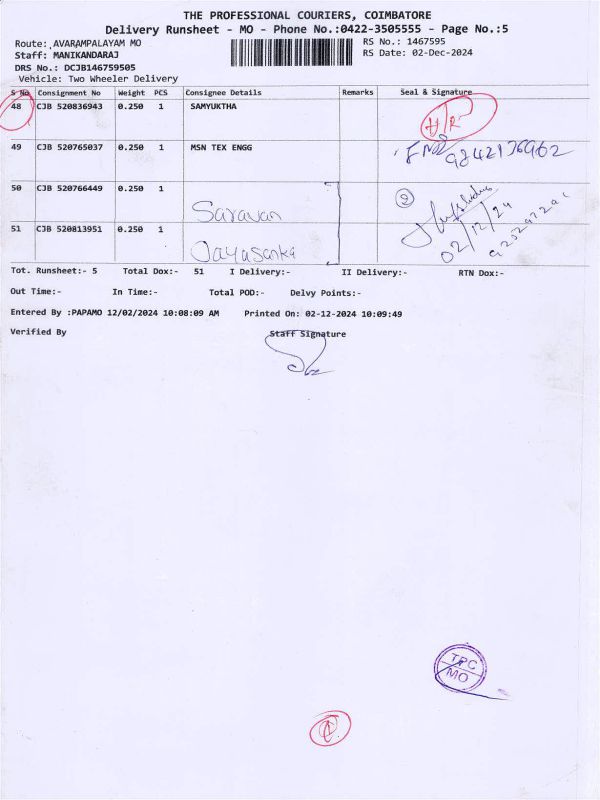 THE PROFESSIONAL COURIERS, COIMBATORE
Delivery Runsheet - MO - Phone No.:0422-3505555 - Page No.:5
Route: AVARAMPALAYAM MO RS No.: 1467595
Staff: MANIKANDARAJ RS Date: 02-Dec-2024
DRS No.: DCJB146759505
Vehicle: Two Wheeler Delivery
S No Consignment No Weight PCS Consignee Details Remarks Seal & Signature
48 CJB 520836943 0.250 1 SAMYUKTHA
49 CJB 520765037 0.250 1 MSN TEX ENGG 9842136962
50 CJB 520766449 0.250 1 Saravan 2
02/12/24
51 CJB 520813951 0.250 1 Jayasanka
Tot. Runsheet:- 5 Total Dox:- 51 I Delivery:- II Delivery:- RTN Dox:-
Out Time:- In Time:- Total POD:- Delvy Points:-
Entered By :PAPAMO 12/02/2024 10:08:09 AM Printed On: 02-12-2024 10:09:49
Verified By Staff Signature
TPC
MO